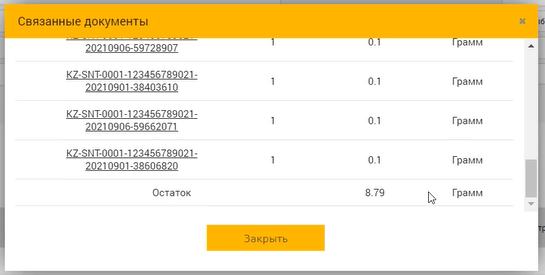 Связанные документы
20210906-59728907 1 0.1 Грамм
KZ-SNT-0001-123456789021-
20210901-38403610 1 0.1 Грамм
KZ-SNT-0001-123456789021-
20210906-59662071 1 0.1 Грамм
KZ-SNT-0001-123456789021-
20210901-38606820 1 0.1 Грамм
Остаток 8.79 Грамм
Закрыть